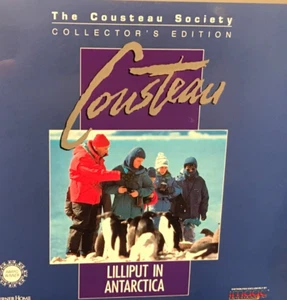 The Cousteau Society
COLLECTOR'S EDITION
Cousteau
LILLIPUT IN
ANTARCTICA